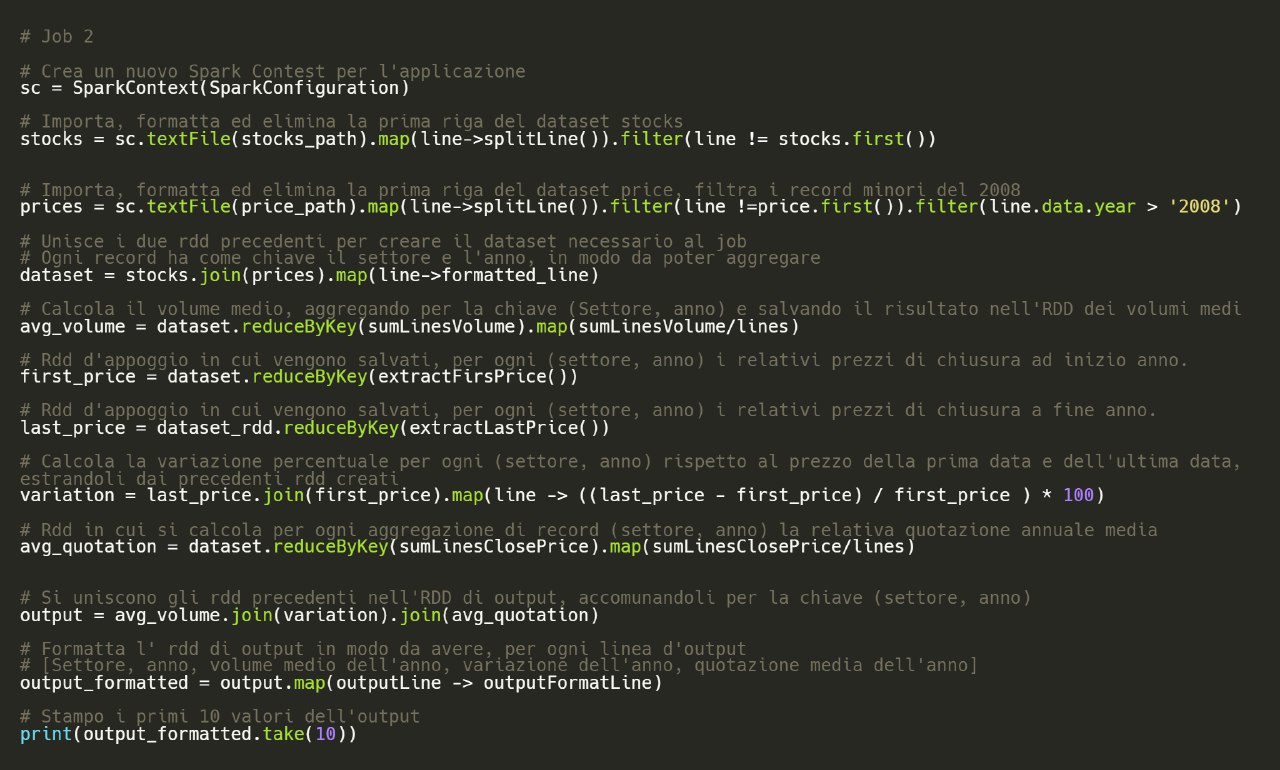 # Job 2
# Crea un nuovo Spark Contest per l'applicazione
sc = SparkContext(SparkConfiguration)
# Importa, formatta ed elimina la prima riga del dataset stocks
stocks = sc.textFile(stocks_path).map(line->splitLine()).filter(line != stocks.first())
# Importa, formatta ed elimina la prima riga del dataset price, filtra i record minori del 2008
prices = sc.textFile(price_path).map(line->splitLine()).filter(line !=price.first()).filter(line.data.year > '2008')
# Unisce i due rdd precedenti per creare il dataset necessario al job
# Ogni record ha come chiave il settore e l'anno, in modo da poter aggregare
dataset = stocks.join(prices).map(line->formatted_line)
# Calcola il volume medio, aggregando per la chiave (Settore, anno) e salvando il risultato nell'RDD dei volumi medi
avg_volume = dataset.reduceByKey(sumLinesVolume).map(sumLinesVolume/lines)
# Rdd d'appoggio in cui vengono salvati, per ogni (settore, anno) i relativi prezzi di chiusura ad inizio anno.
first_price = dataset.reduceByKey(extractFirsPrice())
# Rdd d'appoggio in cui vengono salvati, per ogni (settore, anno) i relativi prezzi di chiusura a fine anno.
last_price = dataset_rdd.reduceByKey(extractLastPrice())
# Calcola la variazione percentuale per ogni (settore, anno) rispetto al prezzo della prima data e dell'ultima data,
estrandoli dai precedenti rdd creati
variation = last_price.join(first_price).map(line -> ((last_price - first_price) / first_price ) * 100)
# Rdd in cui si calcola per ogni aggregazione di record (settore, anno) la relativa quotazione annuale media
avg_quotation = dataset.reduceByKey(sumLinesClosePrice).map(sumLinesClosePrice/lines)
# Si uniscono gli rdd precedenti nell'RDD di output, accomunandoli per la chiave (settore, anno)
output = avg_volume.join(variation).join(avg_quotation)
# Formatta l' rdd di output in modo da avere, per ogni linea d'output
# [Settore, anno, volume medio dell'anno, variazione dell'anno, quotazione media dell'anno]
output_formatted = output.map(outputLine -> outputFormatLine)
# Stampo i primi 10 valori dell'output
print(output_formatted.take(10))